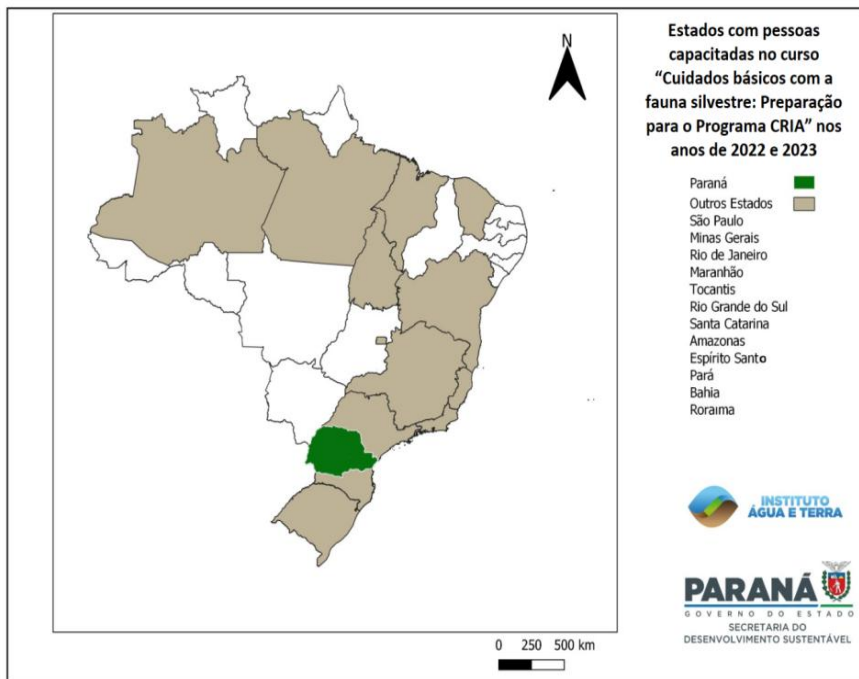 N
Estados com pessoas
capacitadas no curso
“Cuidados básicos com a
fauna silvestre: Preparação
para o Programa CRIA” nos
anos de 2022 e 2023
Paraná
Outros Estados
São Paulo
Minas Gerais
Rio de Janeiro
Maranhão
Tocantis
Rio Grande do Sul
Santa Catarina
Amazonas
Espírito Santo
Pará
Bahia
Roraima
INSTITUTO
ÁGUA E TERRA
PARANÁ
GOVERNO DO ESTADO
SECRETARIA DO
DESENVOLVIMENTO SUSTENTÁVEL
0 250 500 km